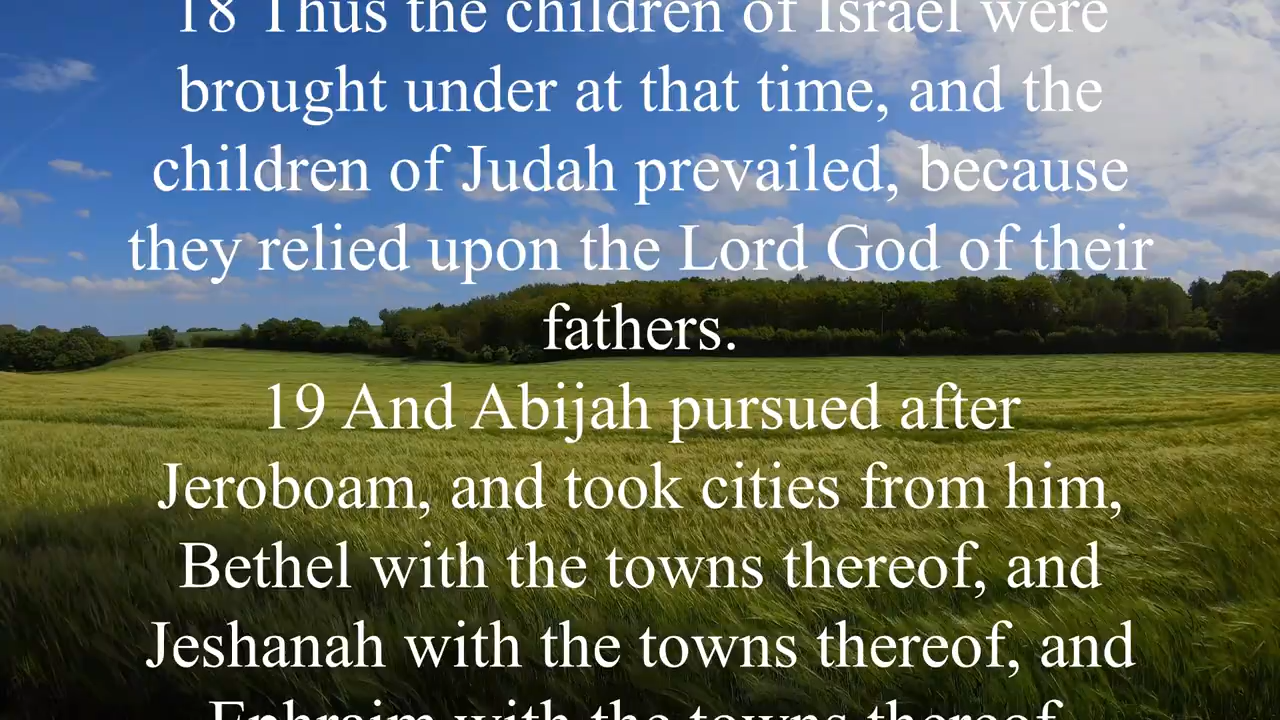 18 Thus the children of Israel were
brought under at that time, and the
children of Judah prevailed, because
they relied upon the Lord God of their
fathers.
19 And Abijah pursued after
Jeroboam, and took cities from him,
Bethel with the towns thereof, and
Jeshanah with the towns thereof, and
Ephraim with the towns thereof